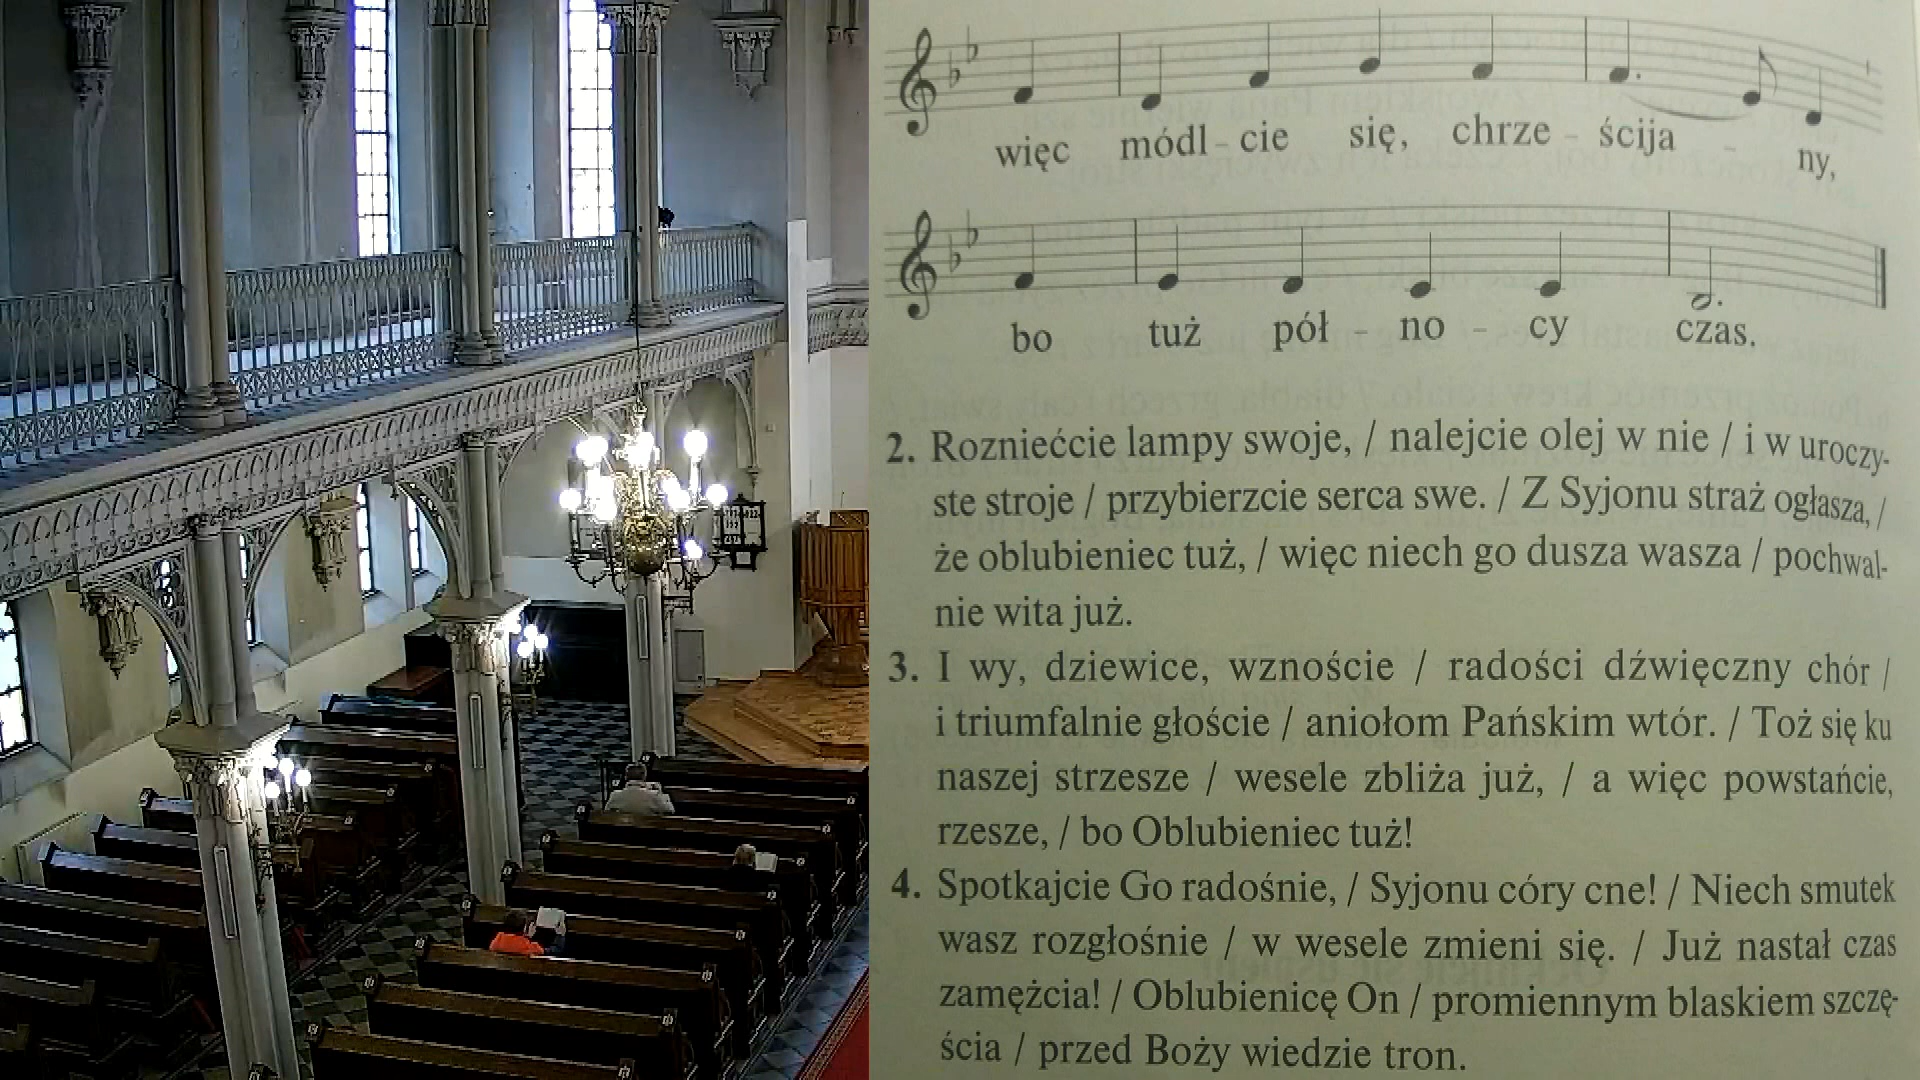 więc módl - cie się, chrze - ścija - ny,
bo tuż pół - no - cy czas.
2. Rozniećcie lampy swoje, / nalejcie olej w nie / i w uroczy-
ste stroje / przybierzcie serca swe. / Z Syjonu straż ogłasza, /
że oblubieniec tuż, / więc niech go dusza wasza / pochwal-
nie wita już.
3. I wy, dziewice, wznoście / radości dźwięczny chór /
i triumfalnie głoście / aniołom Pańskim wtór. / Toż się ku
naszej strzesze / wesele zbliża już, / a więc powstańcie,
rzesze, / bo Oblubieniec tuż!
4. Spotkajcie Go radośnie, / Syjonu córy cne! / Niech smutek
wasz rozgłośnie / w wesele zmieni się. / Już nastał czas
zamężcia! / Oblubienicę On / promiennym blaskiem szczę-
ścia / przed Boży wiedzie tron.